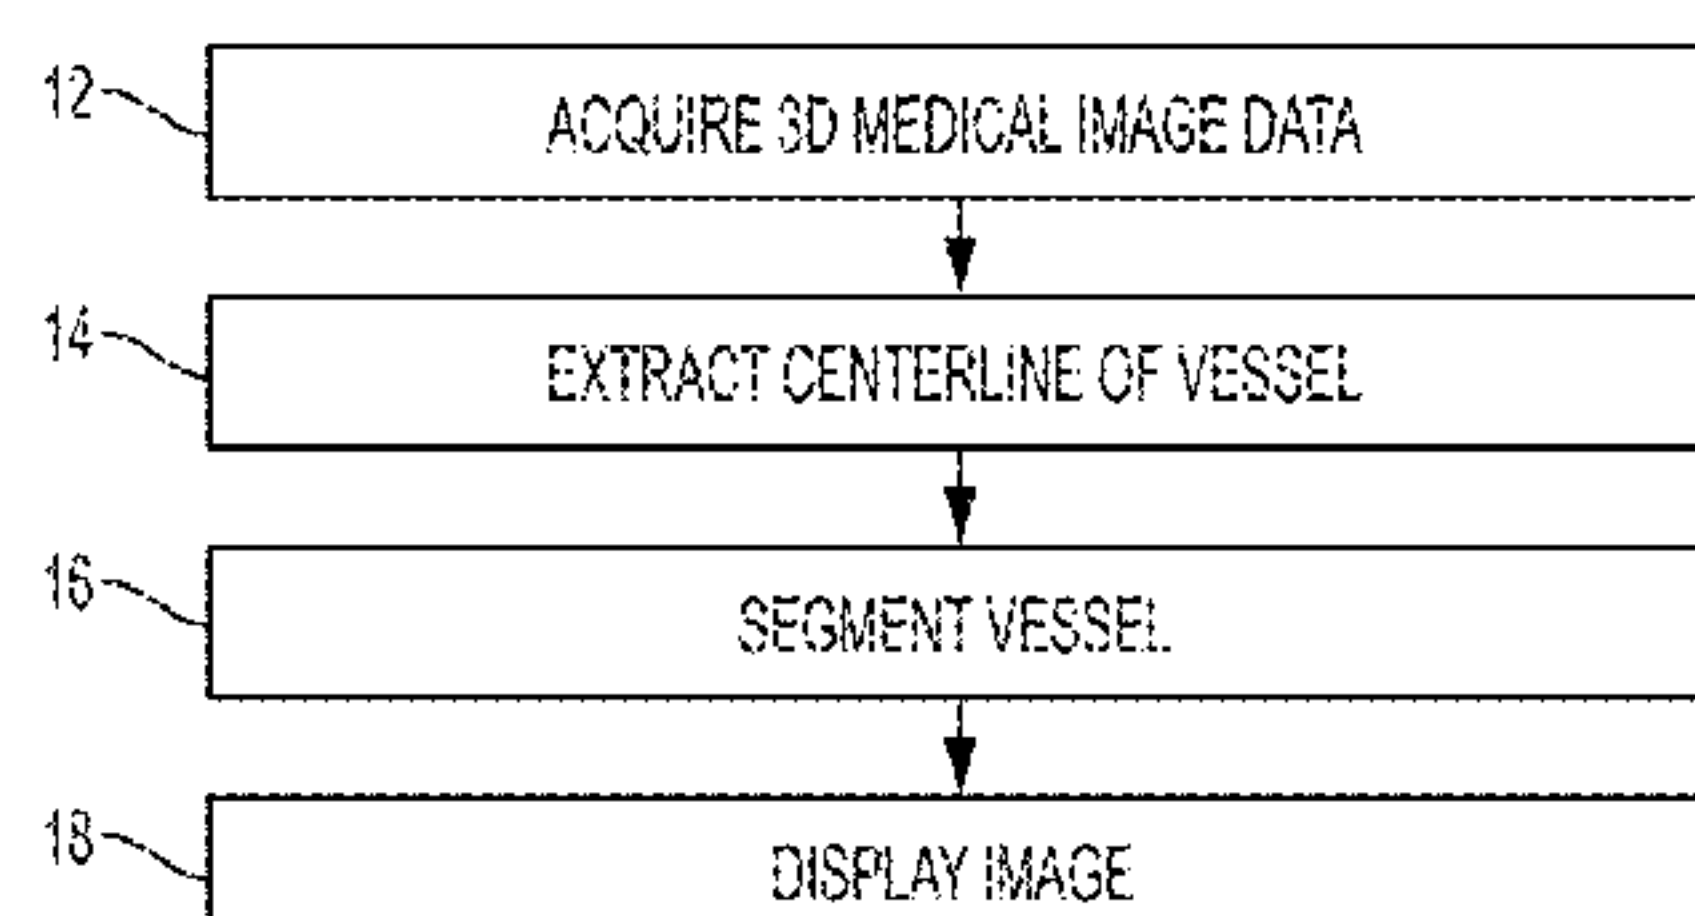 12
ACQUIRE 3D MEDICAL IMAGE DATA
14
EXTRACT CENTERLINE OF VESSEL
16
SEGMENT VESSEL
18
DISPLAY IMAGE